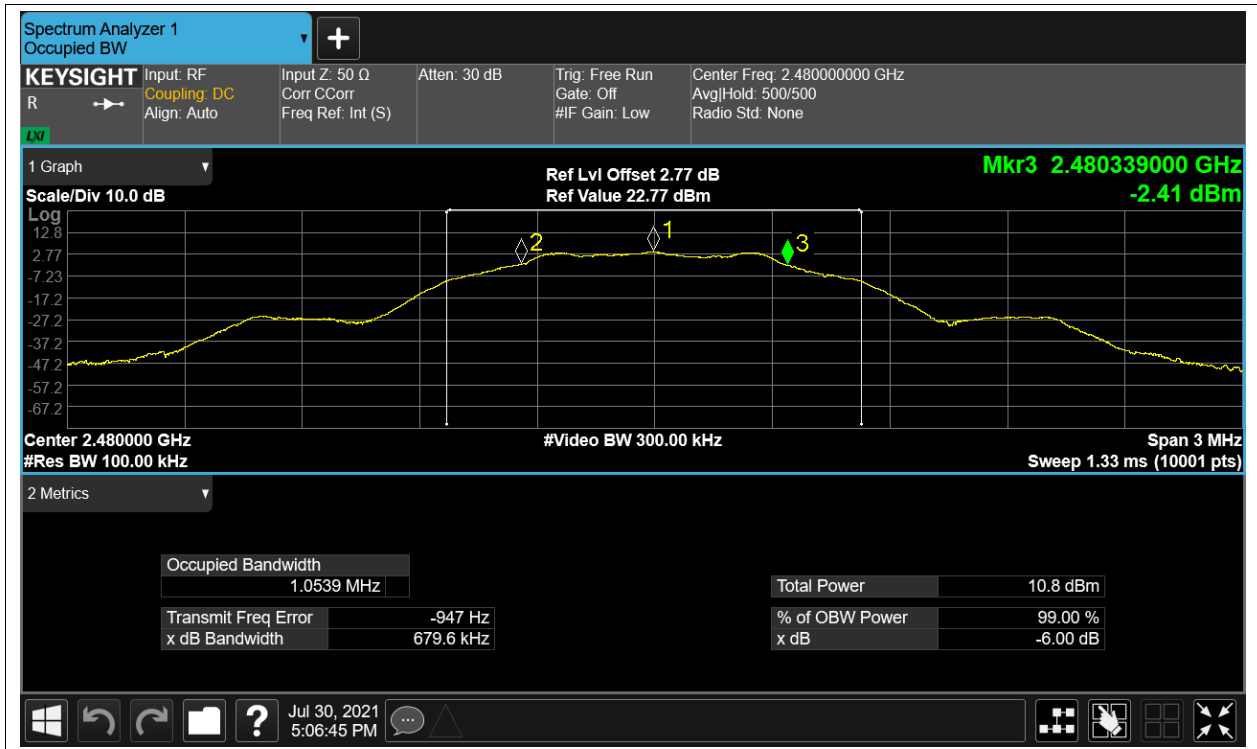 Spectrum Analyzer 1
Occupied BW
KEYSIGHT
R
LXI
Input: RF
Coupling: DC
Align: Auto
Input Z: 50 Ω
Corr CCorr
Freq Ref: Int (S)
Atten: 30 dB
Trig: Free Run
Gate: Off
#IF Gain: Low
Center Freq: 2.480000000 GHz
Avg|Hold: 500/500
Radio Std: None
1 Graph
Scale/Div 10.0 dB
Ref Lvl Offset 2.77 dB
Ref Value 22.77 dBm
Mkr3 2.480339000 GHz
-2.41 dBm
Log
12.8
2.77
-7.23
-17.2
-27.2
-37.2
-47.2
-57.2
-67.2
2
1
3
Center 2.480000 GHz
#Res BW 100.00 kHz
#Video BW 300.00 kHz
Span 3 MHz
Sweep 1.33 ms (10001 pts)
2 Metrics
Occupied Bandwidth
1.0539 MHz
Transmit Freq Error -947 Hz
x dB Bandwidth 679.6 kHz
Total Power 10.8 dBm
% of OBW Power 99.00 %
x dB -6.00 dB
?
Jul 30, 2021
5:06:45 PM